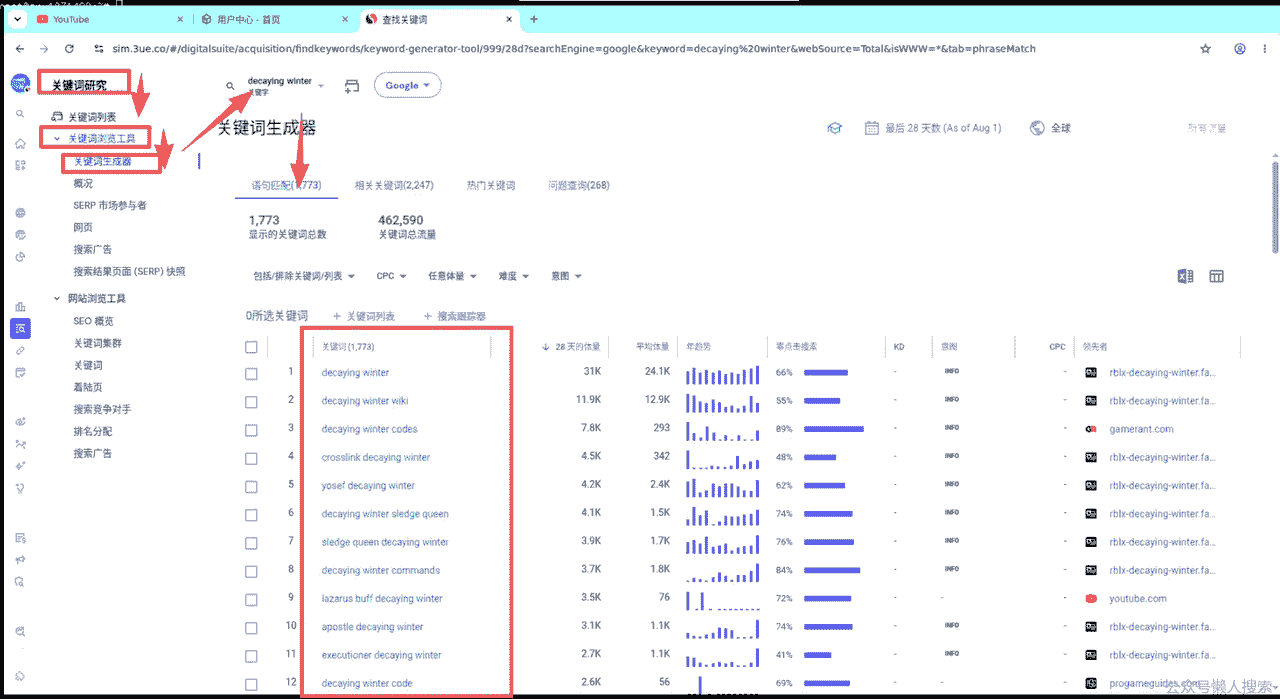 YouTube
用户中心 - 首页
查找关键词
sim.3ue.co/#/digitalsuite/acquisition/findkeywords/keyword-generator-tool/999/28d?searchEngine=google&keyword=decaying%20winter&webSource=Total&isWWW=*&tab=phraseMatch
关键词研究
decaying winter
关键字
Google
关键词列表
关键词浏览工具
关键词生成器
概况
SERP 市场参与者
网页
搜索广告
搜索结果页面 (SERP) 快照
网站浏览工具
SEO 概览
关键词集群
关键词
着陆页
搜索竞争对手
排名分配
搜索广告
关键词生成器
最后 28 天数 (As of Aug 1)
全球
所有流量
语句匹配(1,773)
相关关键词(2,247)
热门关键词
问题查询(268)
1,773
显示的关键词总数
462,590
关键词总流量
包括/排除关键词/列表
CPC
任意体量
难度
意图
0所选关键词
+ 关键词列表
+ 搜索跟踪器
关键词 (1,773) 28 天的体量 平均体量 年趋势 零点击搜索 KD 意图 CPC 领先者
1 decaying winter 31K 24.1K 66% - INFO - rblx-decaying-winter.fa...
2 decaying winter wiki 11.9K 12.9K 55% - INFO - rblx-decaying-winter.fa...
3 decaying winter codes 7.8K 293 89% - INFO - gamerant.com
4 crosslink decaying winter 4.5K 342 48% - INFO - rblx-decaying-winter.fa...
5 yosef decaying winter 4.2K 2.4K 62% - INFO - rblx-decaying-winter.fa...
6 decaying winter sledge queen 4.1K 1.5K 74% - INFO - rblx-decaying-winter.fa...
7 sledge queen decaying winter 3.9K 1.7K 76% - INFO - rblx-decaying-winter.fa...
8 decaying winter commands 3.7K 1.8K 84% - INFO - rblx-decaying-winter.fa...
9 lazarus buff decaying winter 3.5K 76 72% - - - youtube.com
10 apostle decaying winter 3.1K 1.1K 74% - INFO - rblx-decaying-winter.fa...
11 executioner decaying winter 2.7K 1.1K 41% - INFO - rblx-decaying-winter.fa...
12 decaying winter code 2.6K 56 69% - - progameguides.com
公众号懒人搜索